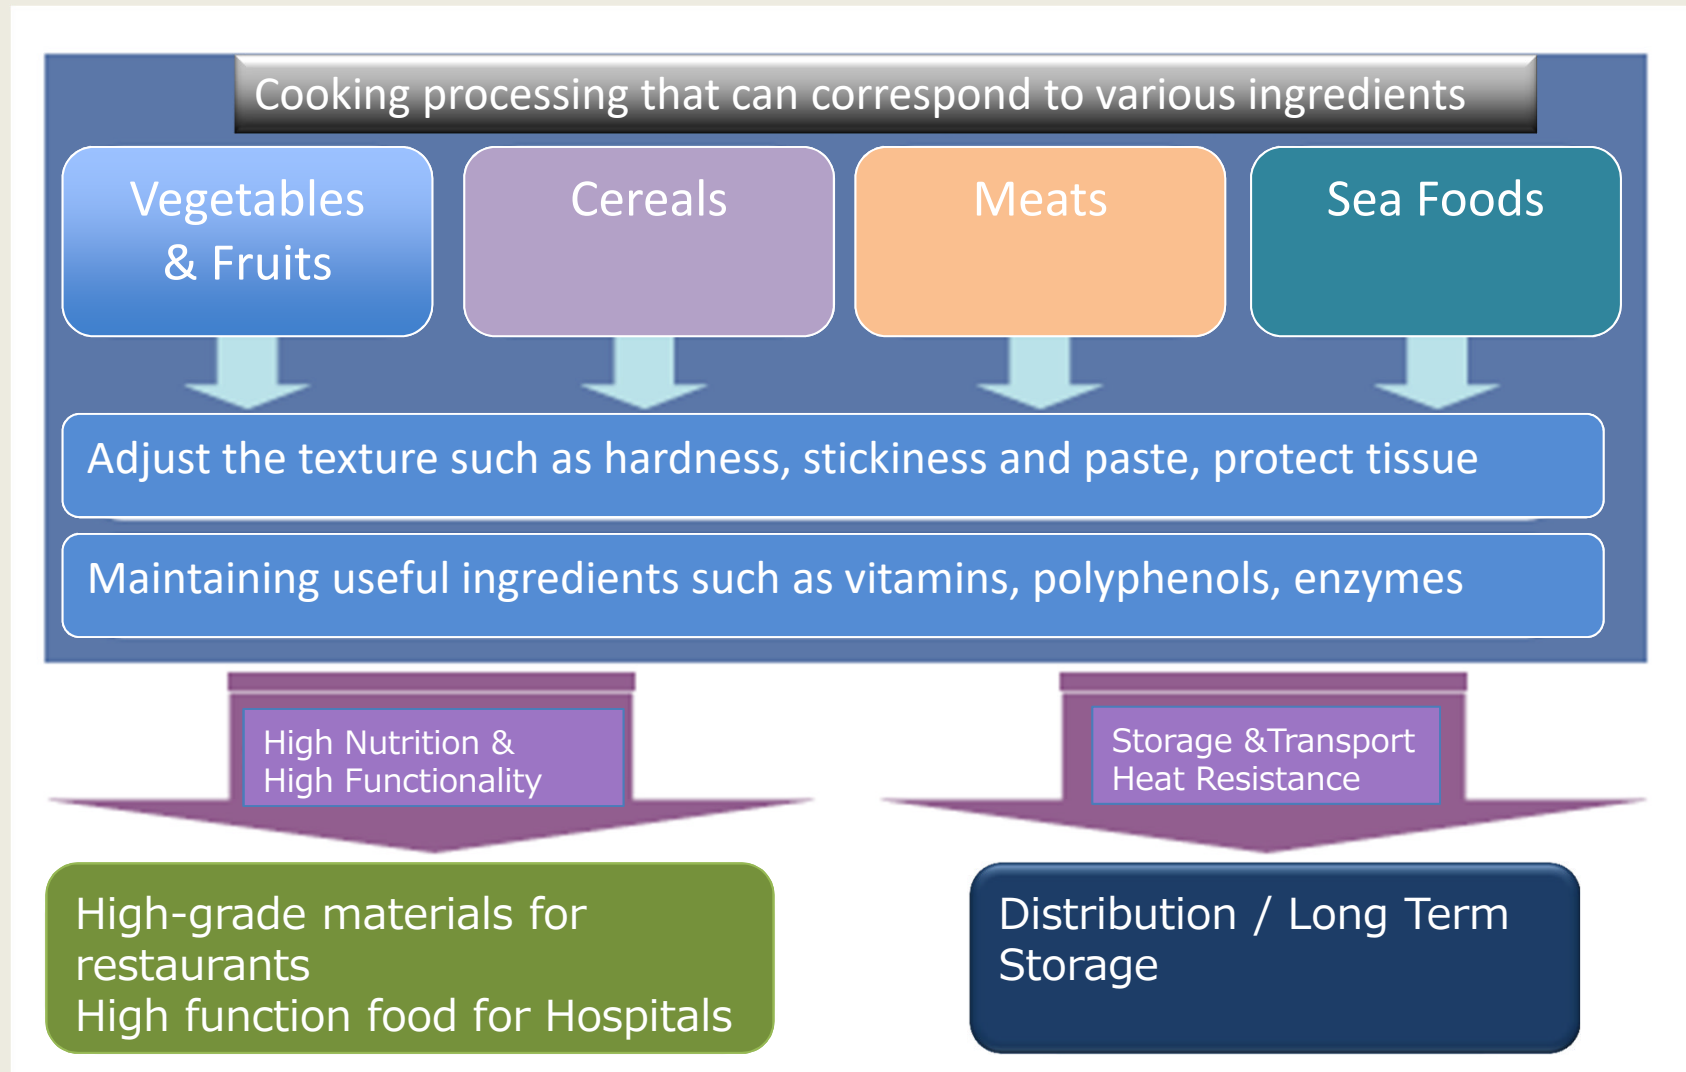 Cooking processing that can correspond to various ingredients
Vegetables
& Fruits
Cereals
Meats
Sea Foods
Adjust the texture such as hardness, stickiness and paste, protect tissue
Maintaining useful ingredients such as vitamins, polyphenols, enzymes
High Nutrition &
High Functionality
Storage &Transport
Heat Resistance
High-grade materials for
restaurants
High function food for Hospitals
Distribution / Long Term
Storage